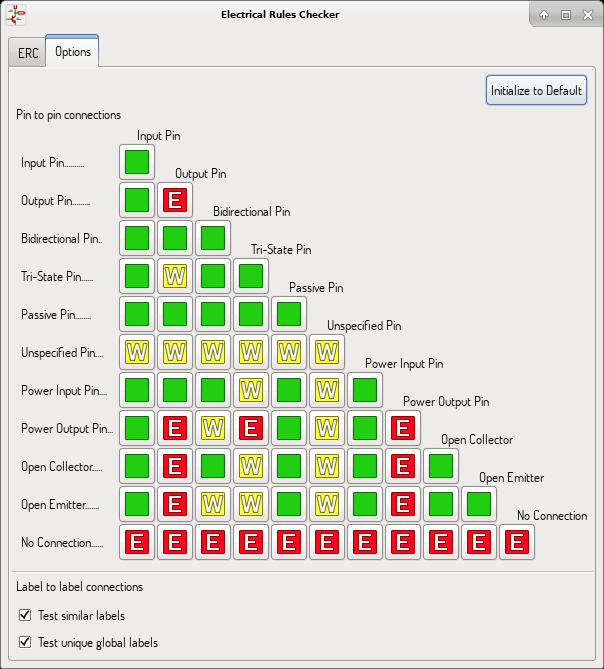 Electrical Rules Checker
ERC Options
Initialize to Default
Pin to pin connections
Input Pin
Input Pin..........
Output Pin
Output Pin.........
E
Bidirectional Pin
Bidirectional Pin..
Tri-State Pin
Tri-State Pin......
W
Passive Pin
Passive Pin........
Unspecified Pin
Unspecified Pin....
W W W W W W
Power Input Pin
Power Input Pin....
W W
Power Output Pin
Power Output Pin...
E W E W E
Open Collector
Open Collector.....
E W W E
Open Emitter
Open Emitter.......
E W W W E
No Connection
No Connection......
E E E E E E E E E E E
Label to label connections
Test similar labels
Test unique global labels